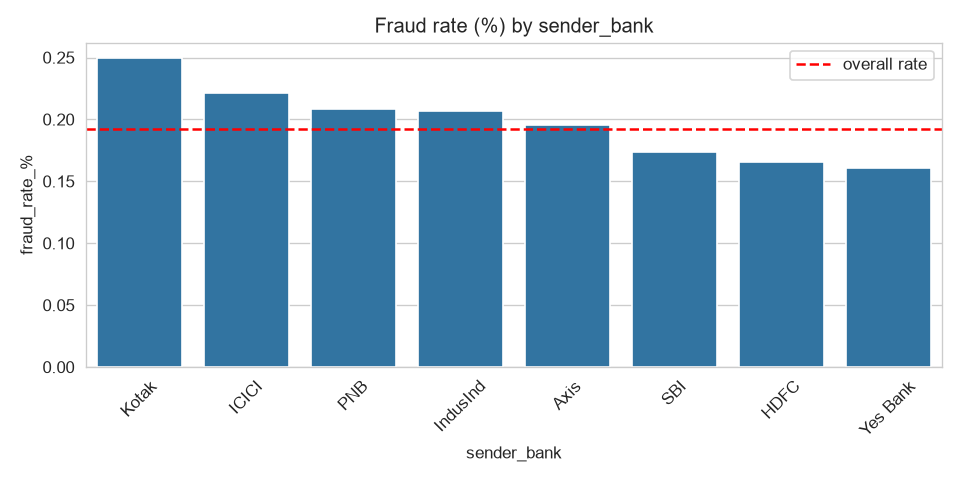 Fraud rate (%) by sender_bank
overall rate
fraud_rate_%
0.25
0.20
0.15
0.10
0.05
0.00
Kotak
ICICI
PNB
IndusInd
Axis
SBI
HDFC
Yes Bank
sender_bank